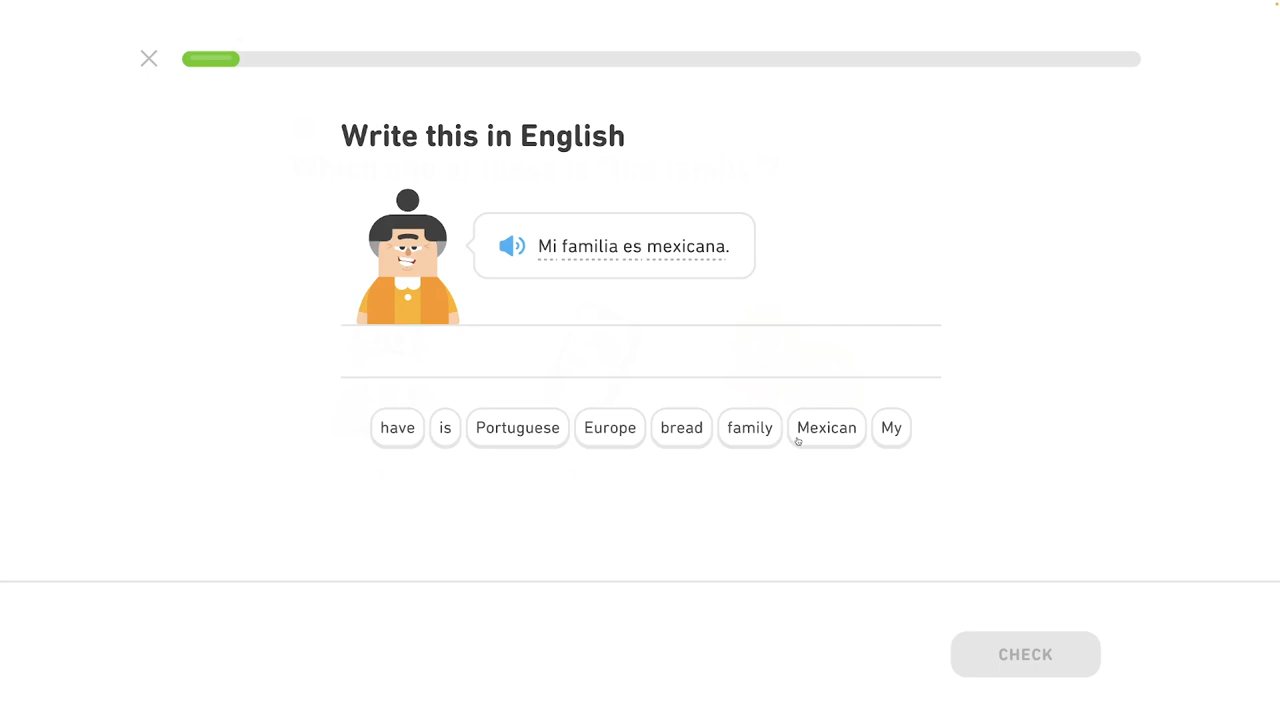 Write this in English
Mi familia es mexicana.
have is Portuguese Europe bread family Mexican My
CHECK